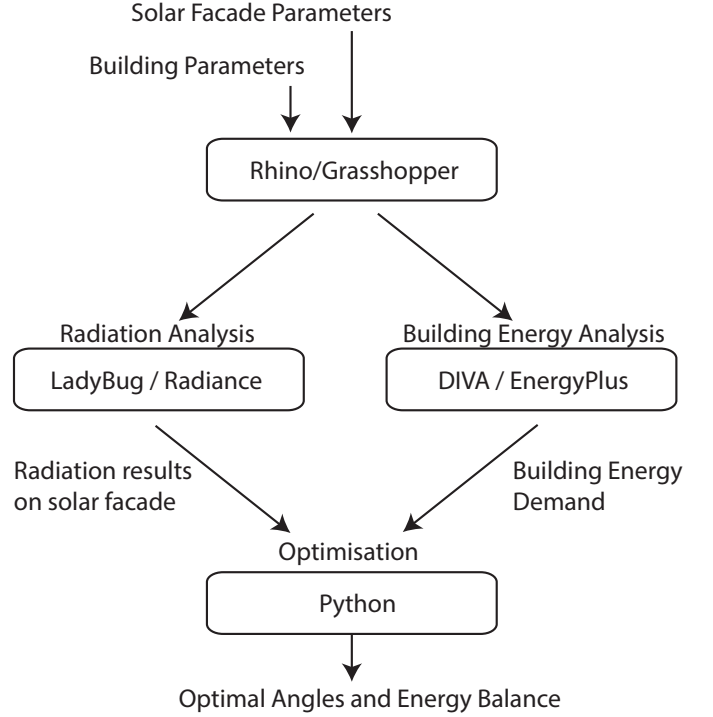 Solar Facade Parameters
Building Parameters
Rhino/Grasshopper
Radiation Analysis
LadyBug / Radiance
Building Energy Analysis
DIVA / EnergyPlus
Radiation results
on solar facade
Building Energy
Demand
Optimisation
Python
Optimal Angles and Energy Balance